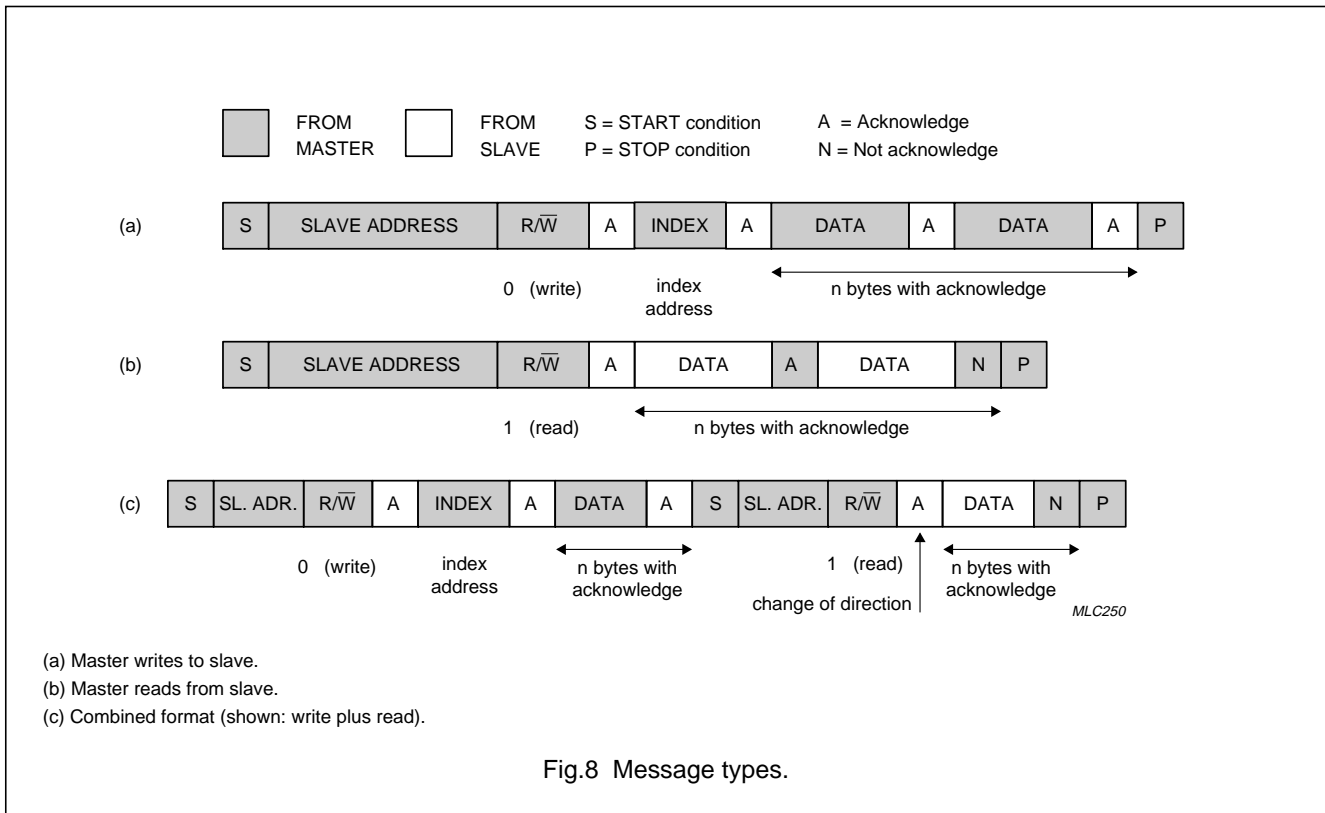 FROM MASTER
FROM SLAVE
S = START condition
P = STOP condition
A = Acknowledge
N = Not acknowledge
(a) S SLAVE ADDRESS R/W̅ A INDEX A DATA A DATA A P
0 (write) index address n bytes with acknowledge
(b) S SLAVE ADDRESS R/W̅ A DATA A DATA N P
1 (read) n bytes with acknowledge
(c) S SL. ADR. R/W̅ A INDEX A DATA A S SL. ADR. R/W̅ A DATA N P
0 (write) index address n bytes with acknowledge 1 (read) n bytes with acknowledge
change of direction
MLC250
(a) Master writes to slave.
(b) Master reads from slave.
(c) Combined format (shown: write plus read).
Fig.8 Message types.